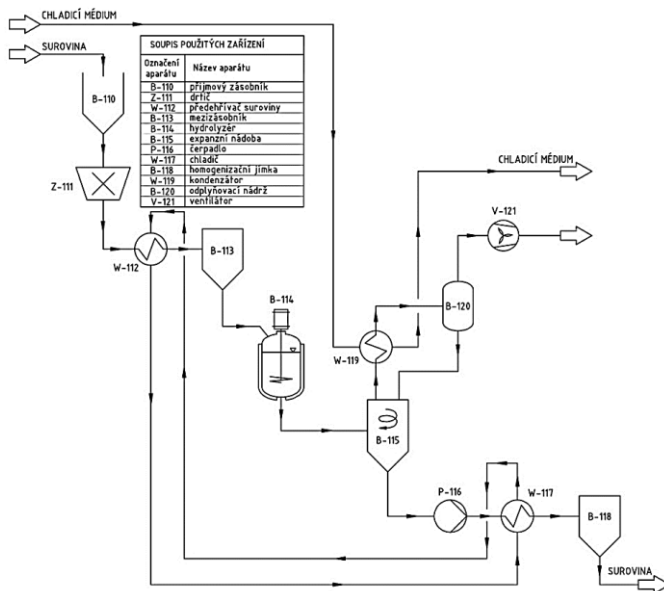 CHLADICÍ MÉDIUM
SUROVINA
SOUPIS POUŽITÝCH ZAŘÍZENÍ
Označení aparátu	Název aparátu
B-110	příjmový zásobník
Z-111	drtič
W-112	předehřívač suroviny
B-113	mezizásobník
B-114	hydrolyzér
B-115	expanzní nádoba
P-116	čerpadlo
W-117	chladič
B-118	homogenizační jímka
W-119	kondenzátor
B-120	odplyňovací nádrž
V-121	ventilátor
B-110
Z-111
W-112
B-113
B-114
CHLADICÍ MÉDIUM
V-121
B-120
W-119
B-115
P-116
W-117
B-118
SUROVINA